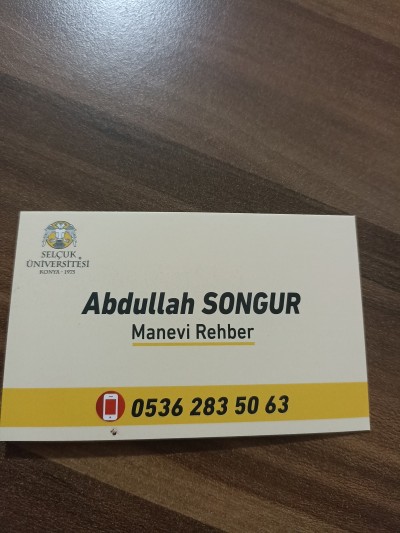 SELÇUK
ÜNİVERSİTESİ
KONYA - 1975
Abdullah SONGUR
Manevi Rehber
0536 283 50 63